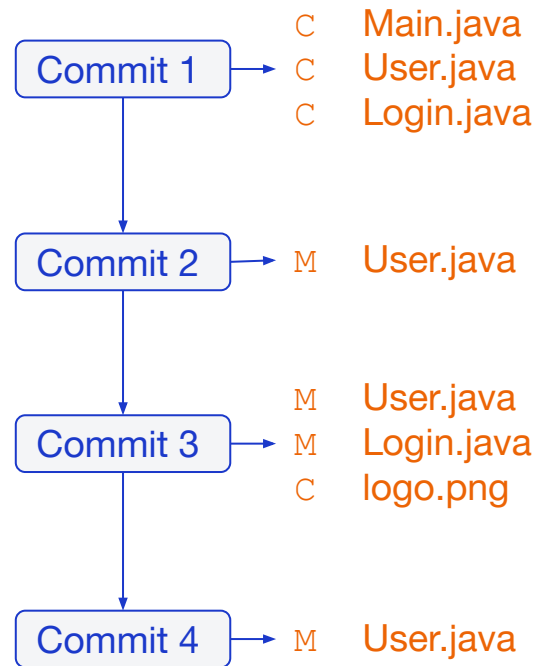 C Main.java
Commit 1 C User.java
C Login.java
Commit 2 M User.java
M User.java
Commit 3 M Login.java
C logo.png
Commit 4 M User.java